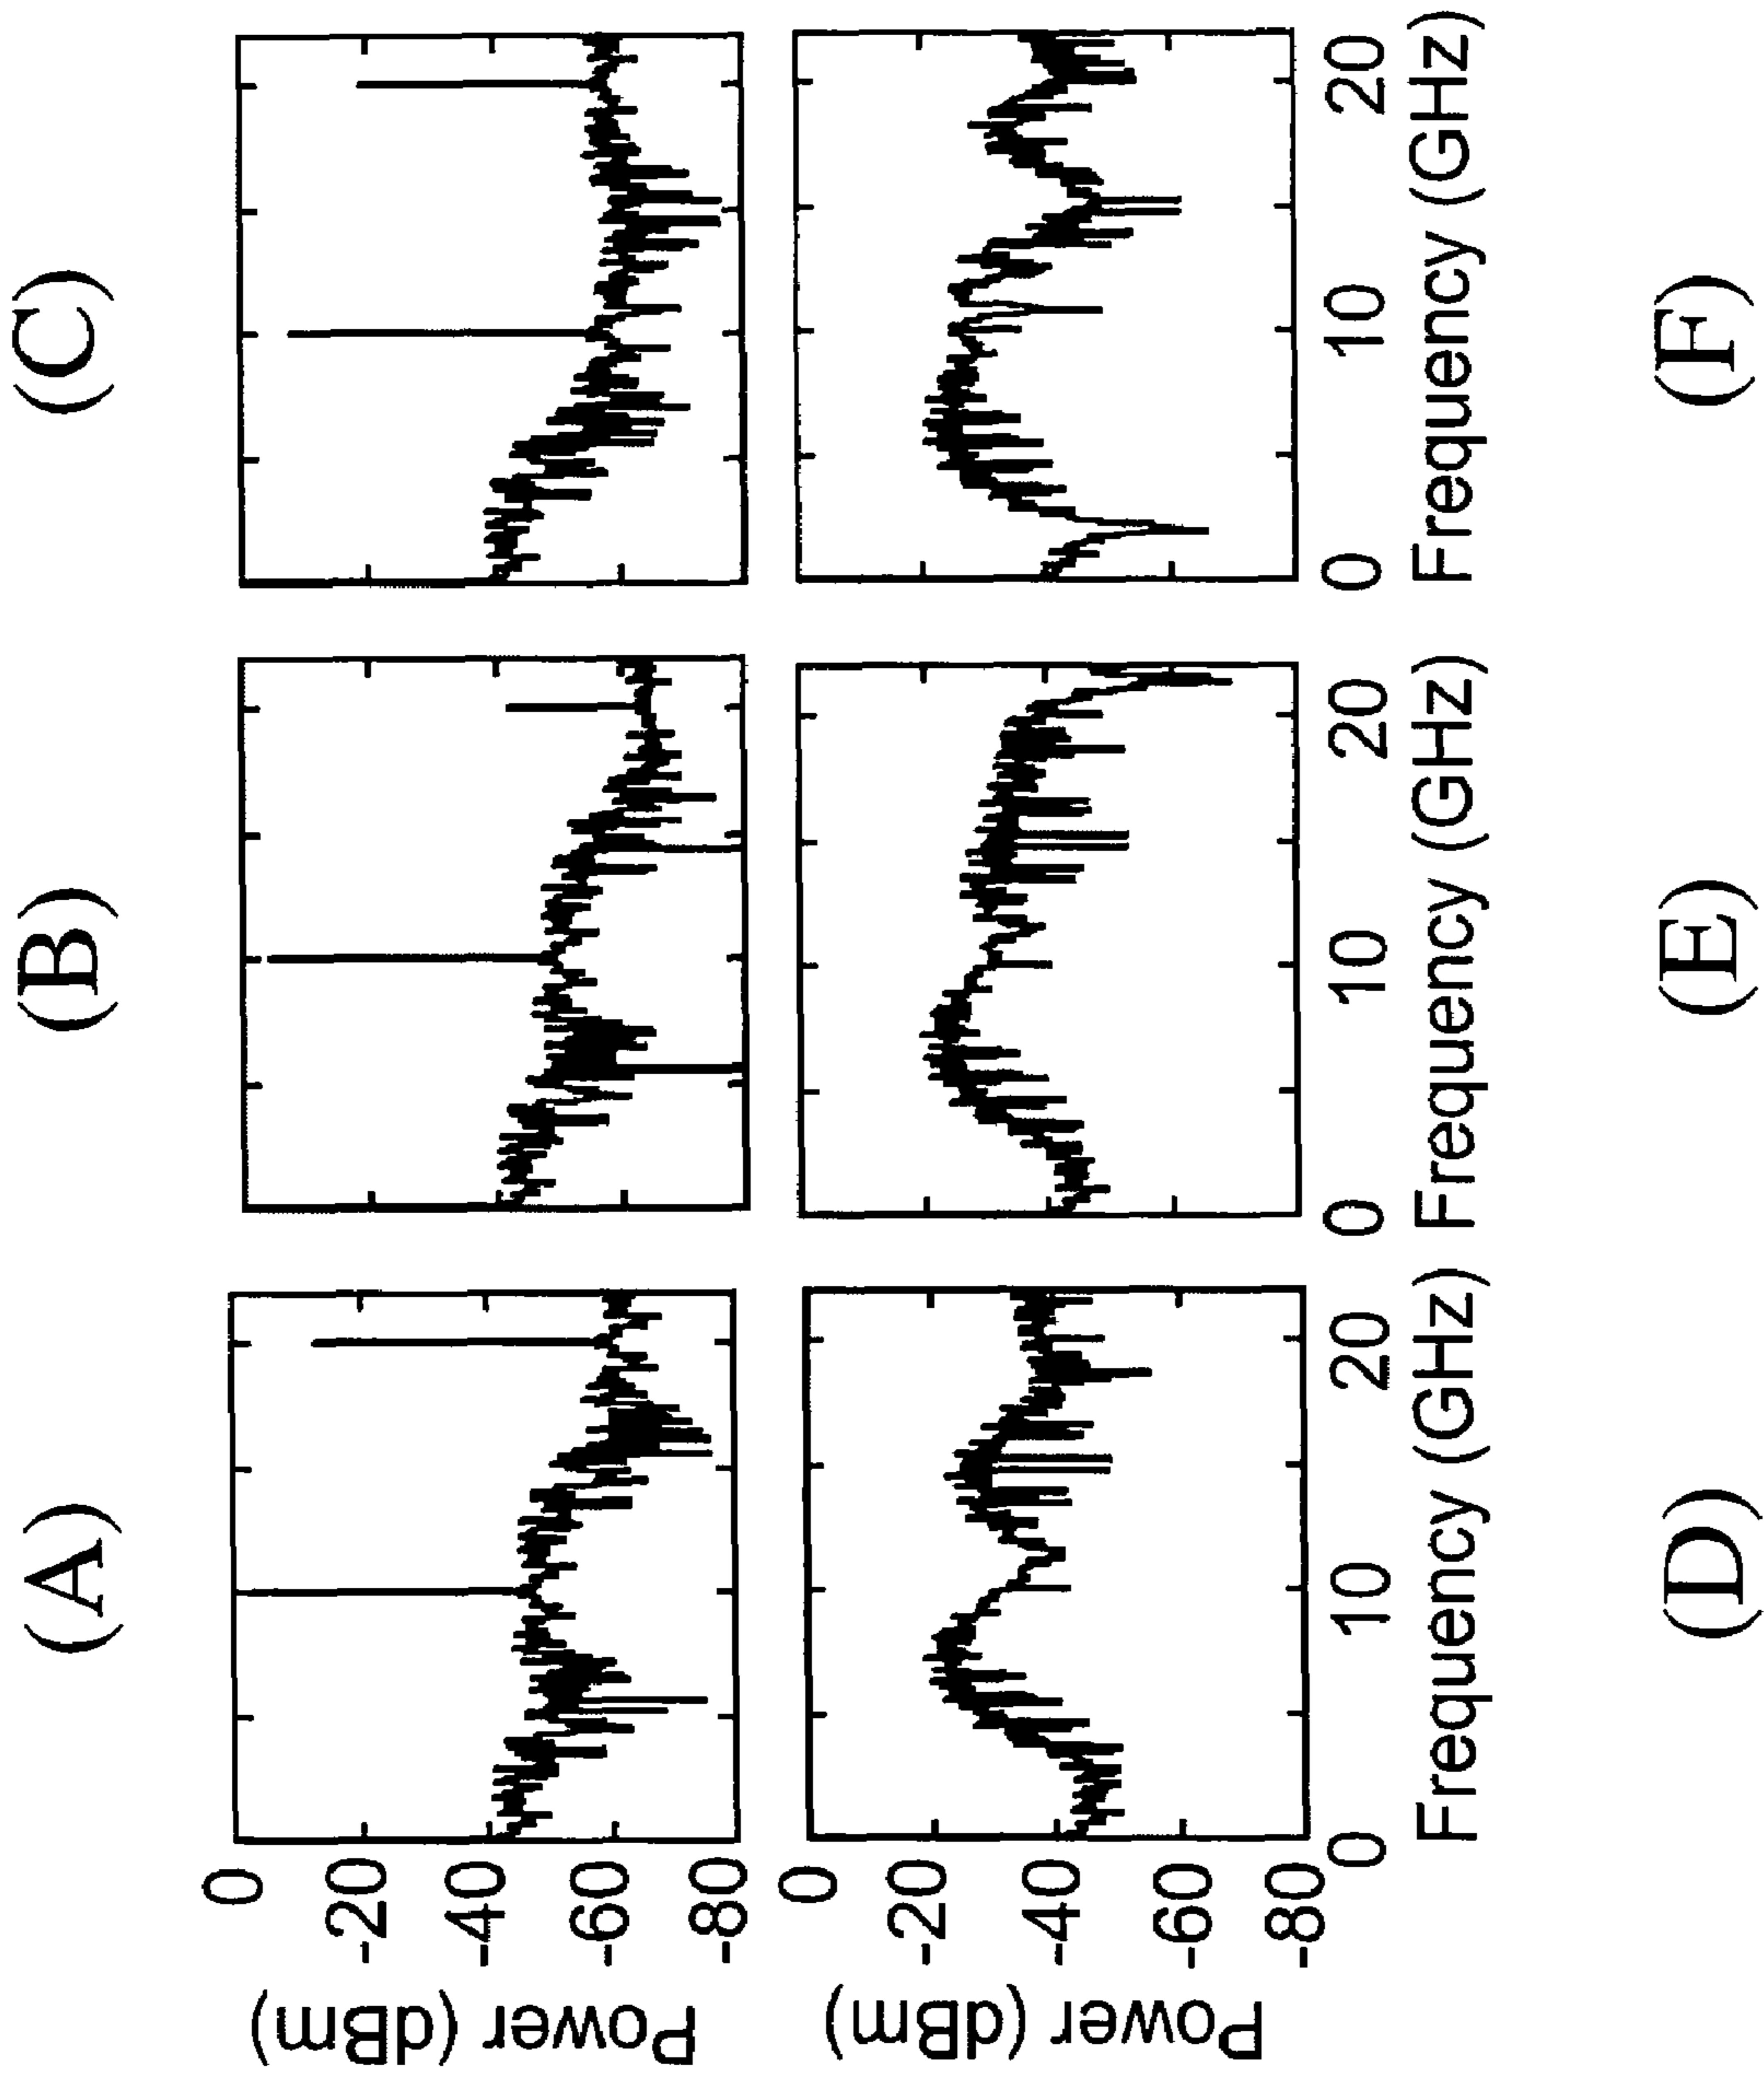 (A) (B) (C)
0
-20
-40
-60
-80
Power (dBm)
0
-20
-40
-60
-80
Power (dBm)
0 10 20 0 10 20 0 10 20
Frequency (GHz) Frequency (GHz) Frequency (GHz)
(D) (E) (F)